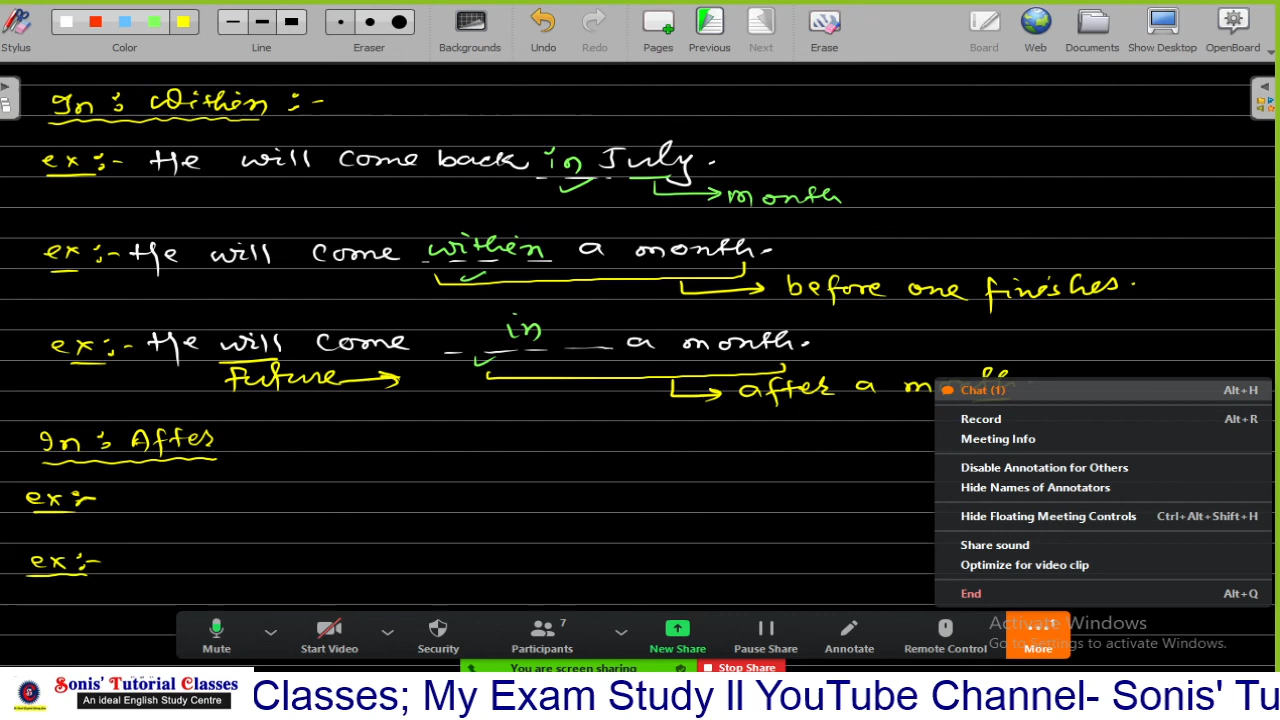 Stylus
Color
Line
Eraser
Backgrounds
Undo
Redo
Pages
Previous
Next
Erase
Board
Web
Documents
Show Desktop
OpenBoard
In : Within :-
ex :- He will come back in July.
month
ex :- He will come within a month.
before one finishes.
ex :- He will come in a month.
Future
after a m
In : After
ex :-
ex :-
Chat (1) Alt+H
Record Alt+R
Meeting Info
Disable Annotation for Others
Hide Names of Annotators
Hide Floating Meeting Controls Ctrl+Alt+Shift+H
Share sound
Optimize for video clip
End Alt+Q
Activate Windows
Go to Settings to activate Windows.
7
1
Mute
Start Video
Security
Participants
New Share
Pause Share
Annotate
Remote Control
More
You are screen sharing
Stop Share
Sonis' Tutorial Classes
An ideal English Study Centre
Classes; My Exam Study II YouTube Channel- Sonis' Tu